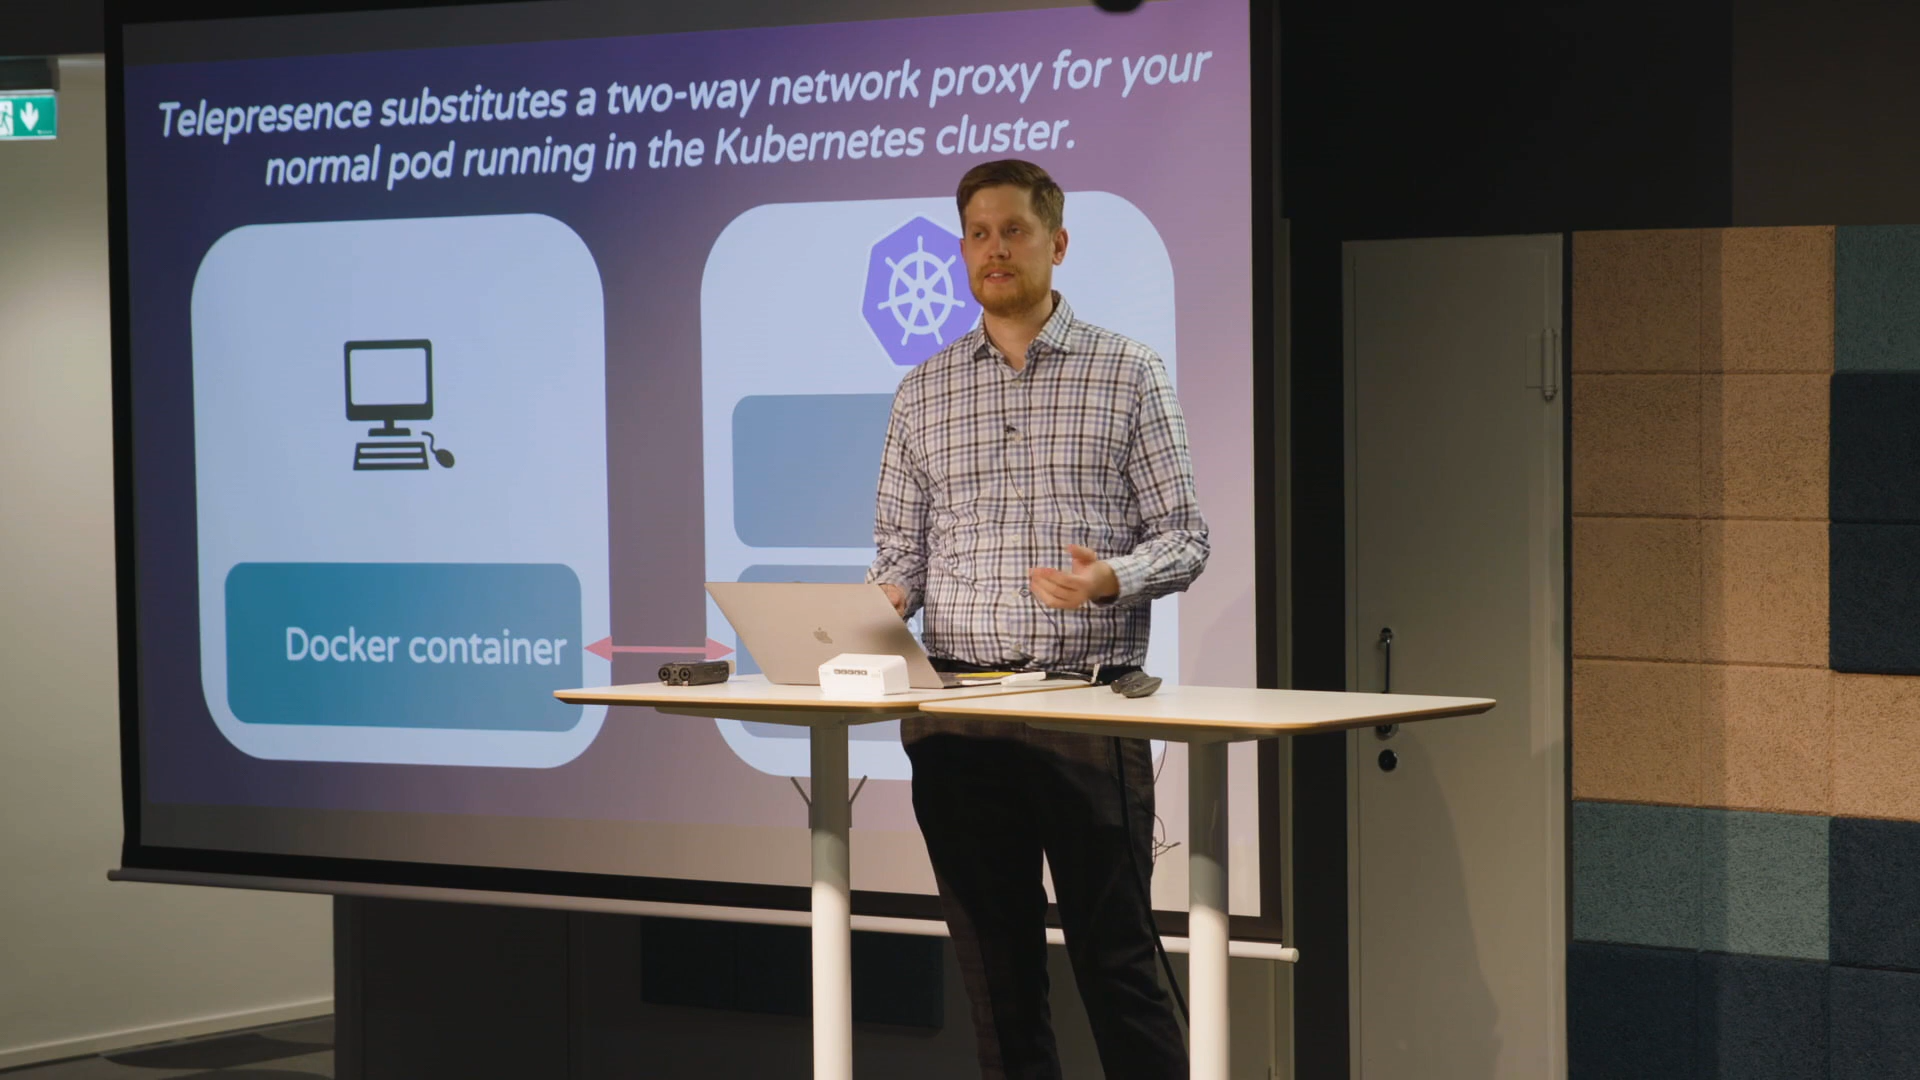 Telepresence substitutes a two-way network proxy for your
normal pod running in the Kubernetes cluster.
Docker container